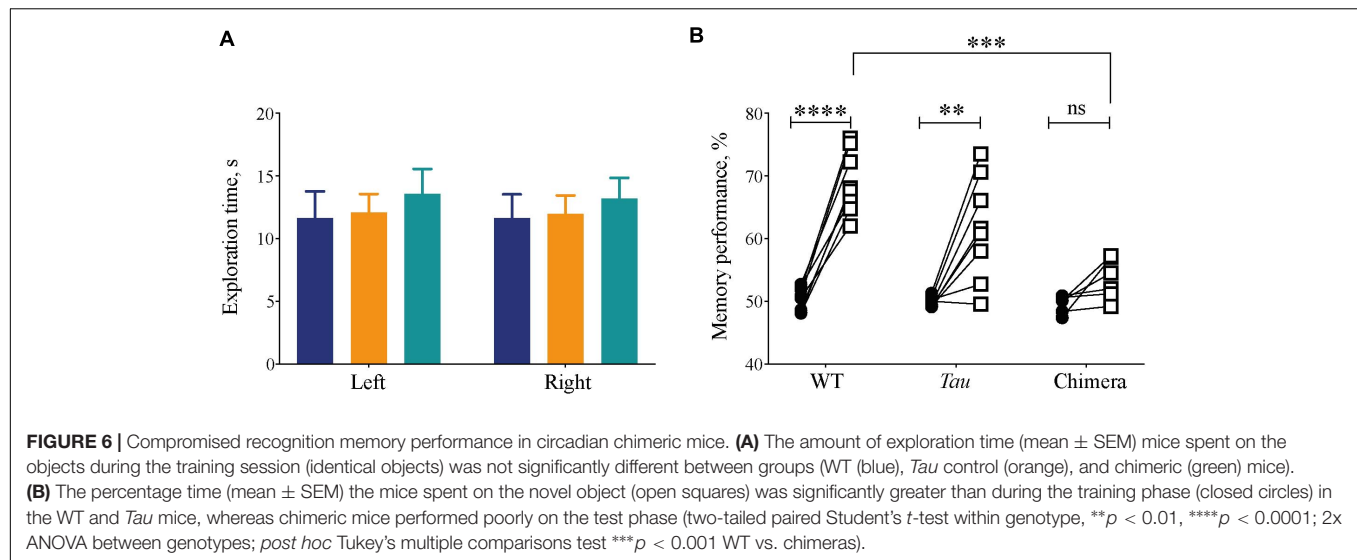 A
Exploration time, s
20
15
10
5
0
Left Right
B
***
**** ** ns
Memory performance, %
80
70
60
50
40
WT Tau Chimera
FIGURE 6 | Compromised recognition memory performance in circadian chimeric mice. (A) The amount of exploration time (mean ± SEM) mice spent on the
objects during the training session (identical objects) was not significantly different between groups (WT (blue), Tau control (orange), and chimeric (green) mice).
(B) The percentage time (mean ± SEM) the mice spent on the novel object (open squares) was significantly greater than during the training phase (closed circles) in
the WT and Tau mice, whereas chimeric mice performed poorly on the test phase (two-tailed paired Student's t-test within genotype, **p < 0.01, ****p < 0.0001; 2x
ANOVA between genotypes; post hoc Tukey's multiple comparisons test ***p < 0.001 WT vs. chimeras).